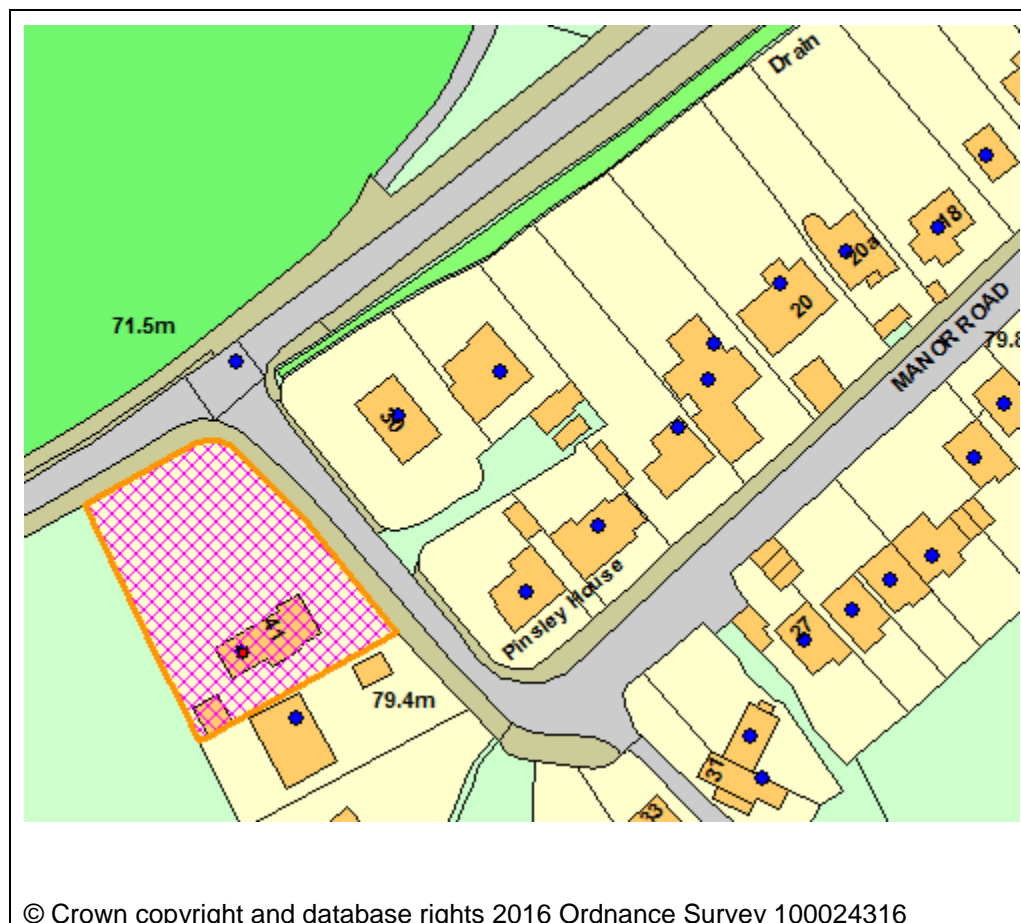 Drain
18
20a
20
71.5m
MANOR ROAD
79.8
30
Pinsley House
27
41
79.4m
31
33
© Crown copyright and database rights 2016 Ordnance Survey 100024316